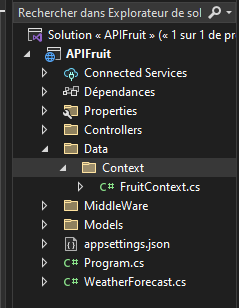 Rechercher dans Explorateur de sol
Solution « APIFruit » (« 1 sur 1 de pr
APIFruit
Connected Services
Dépendances
Properties
Controllers
Data
Context
C# FruitContext.cs
MiddleWare
Models
appsettings.json
C# Program.cs
C# WeatherForecast.cs